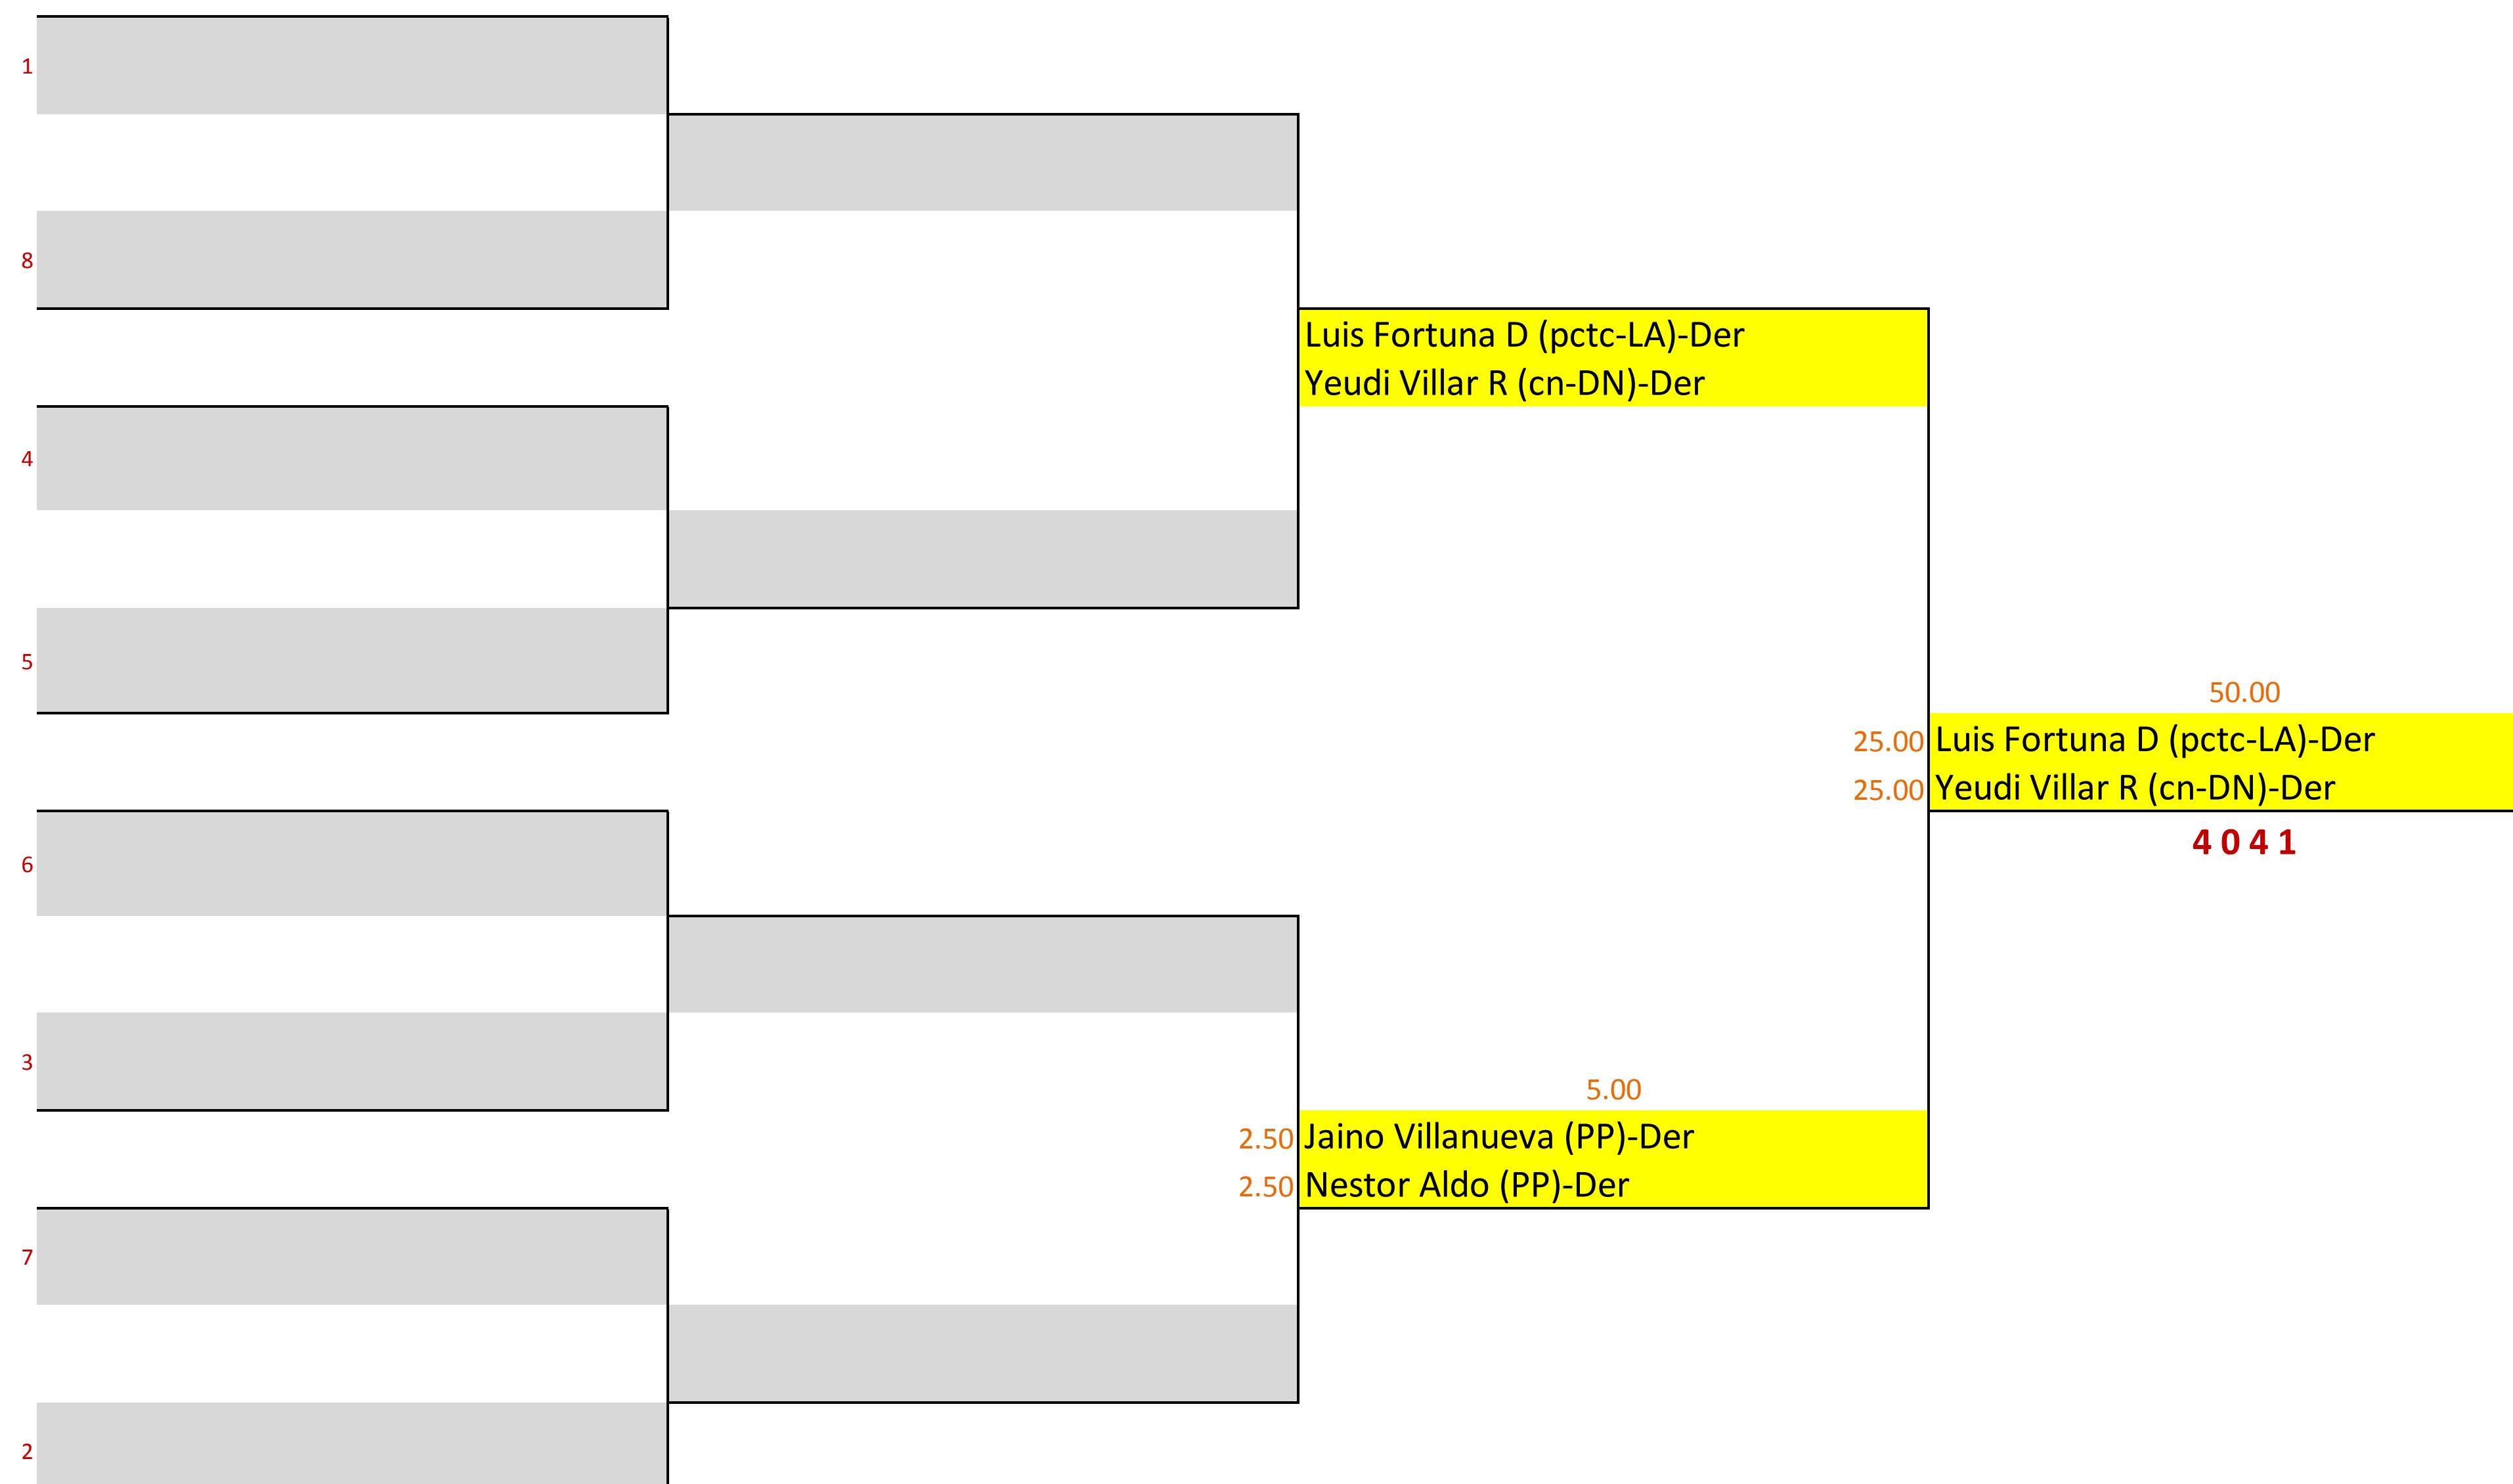 1
8
Luis Fortuna D (pctc-LA)-Der
Yeudi Villar R (cn-DN)-Der
4
5
50.00
25.00 Luis Fortuna D (pctc-LA)-Der
25.00 Yeudi Villar R (cn-DN)-Der
4 0 4 1
6
3
5.00
2.50 Jaino Villanueva (PP)-Der
2.50 Nestor Aldo (PP)-Der
7
2